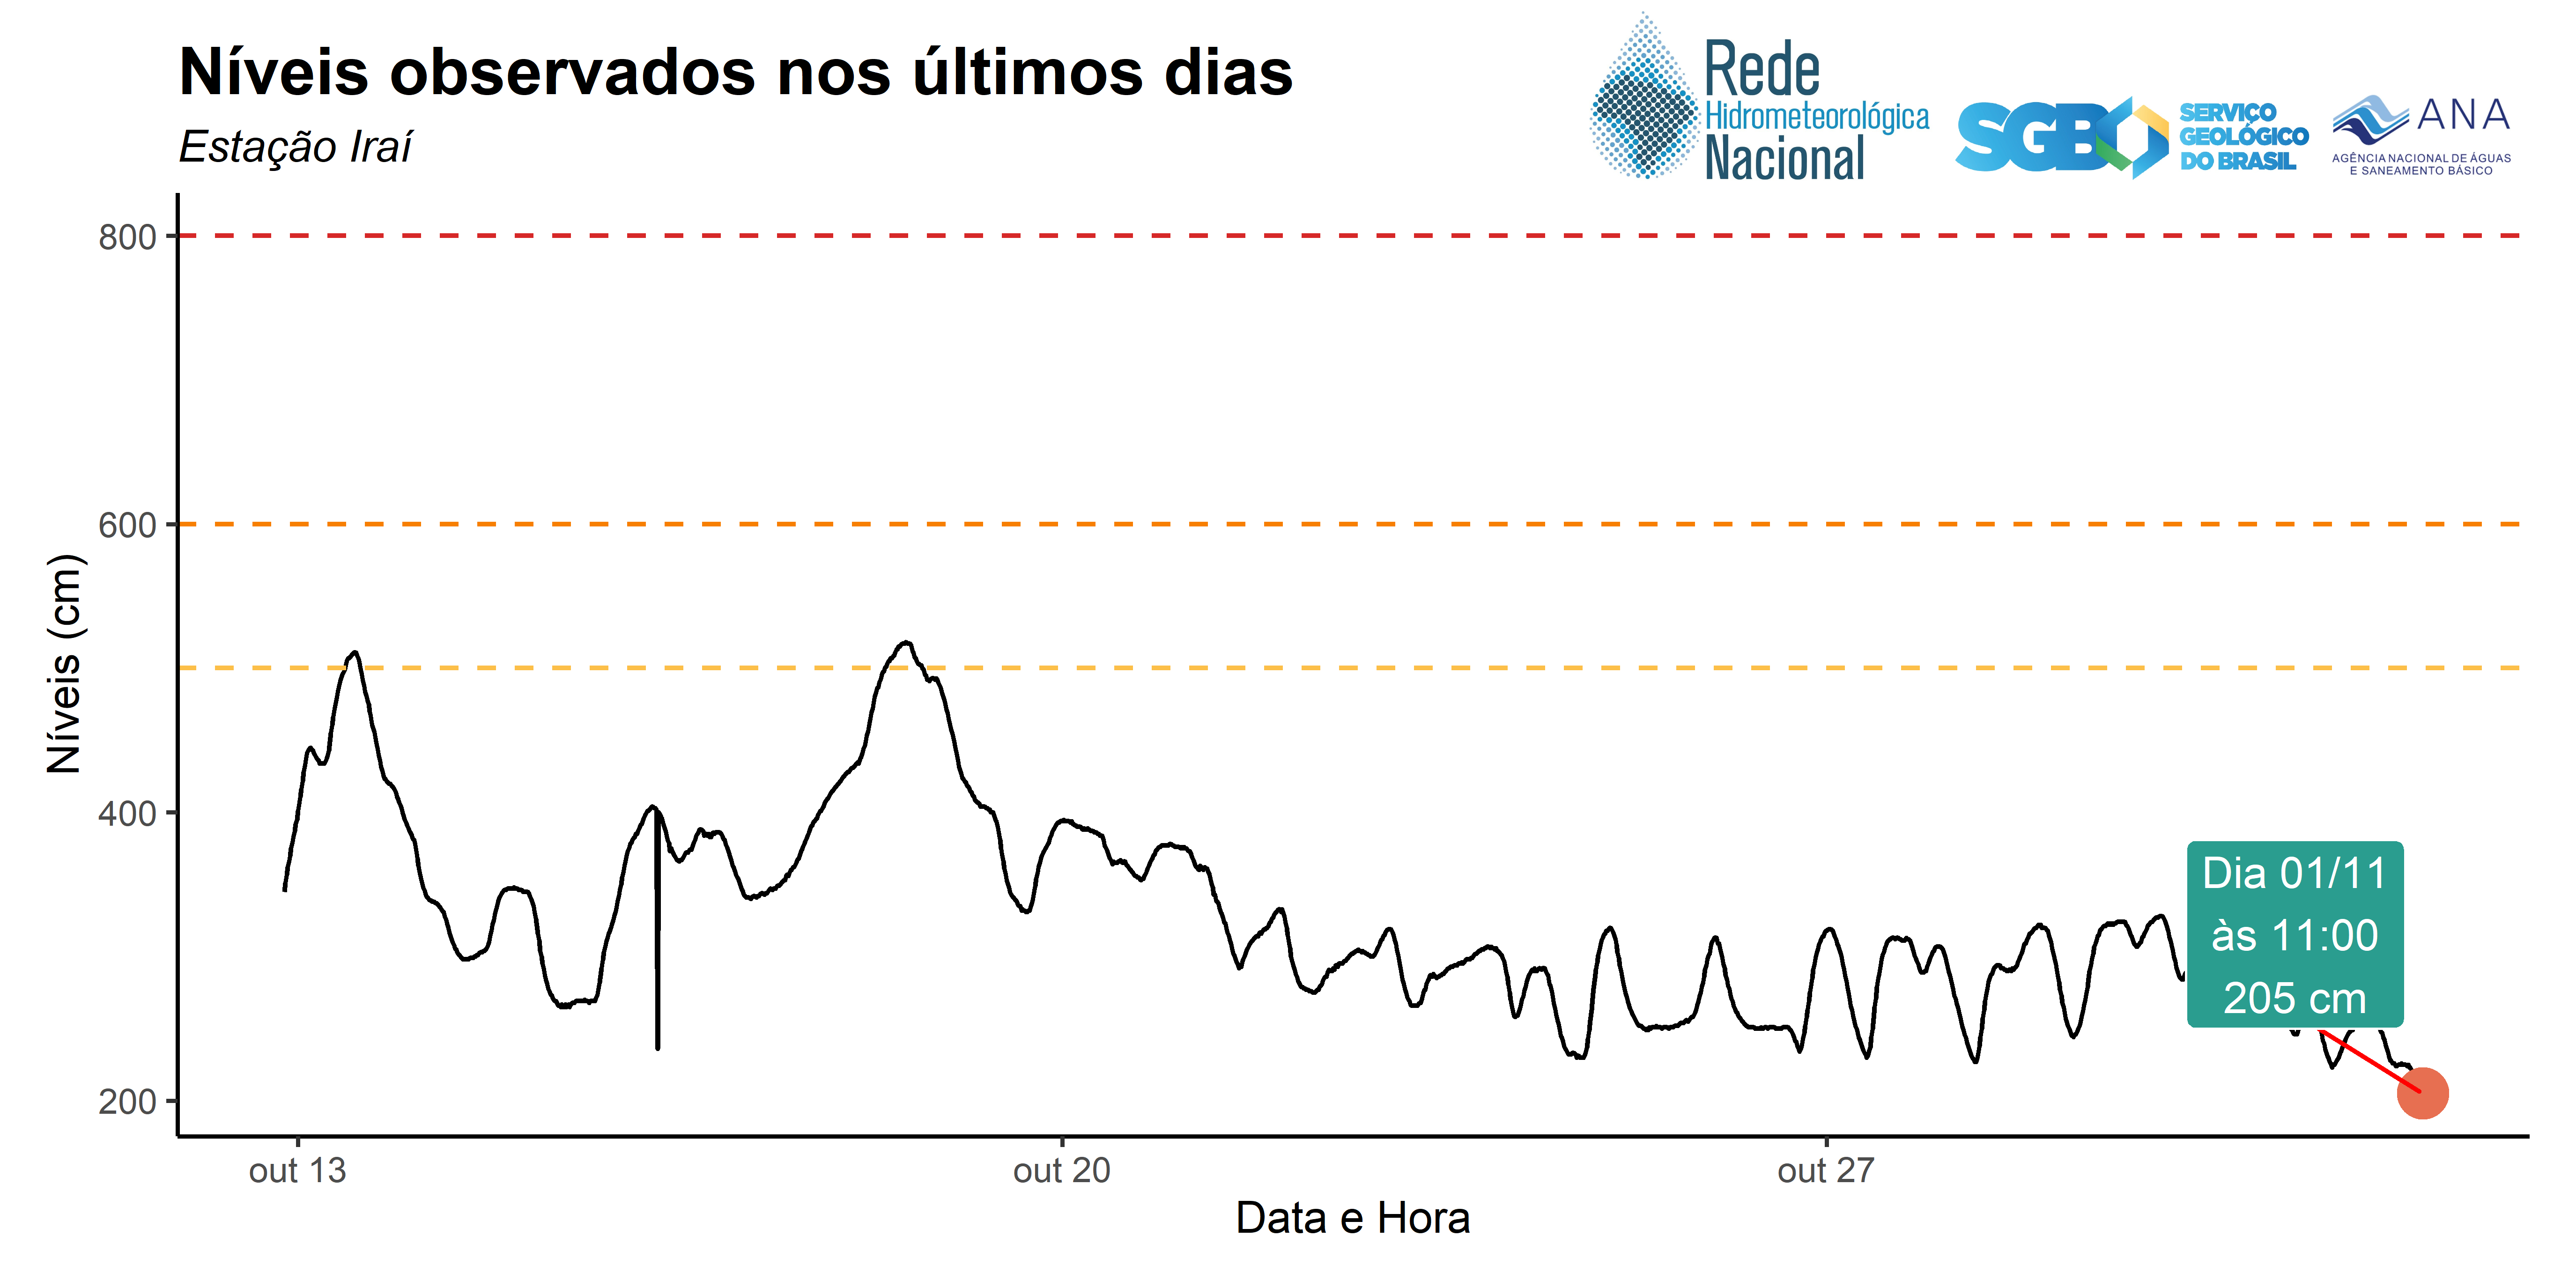 Níveis observados nos últimos dias
Estação Iraí
Rede
Hidrometeorológica
Nacional
SGB
SERVIÇO
GEOLÓGICO
DO BRASIL
ANA
AGÊNCIA NACIONAL DE ÁGUAS
E SANEAMENTO BÁSICO
Níveis (cm)
800
600
400
200
Dia 01/11
às 11:00
205 cm
out 13
out 20
out 27
Data e Hora